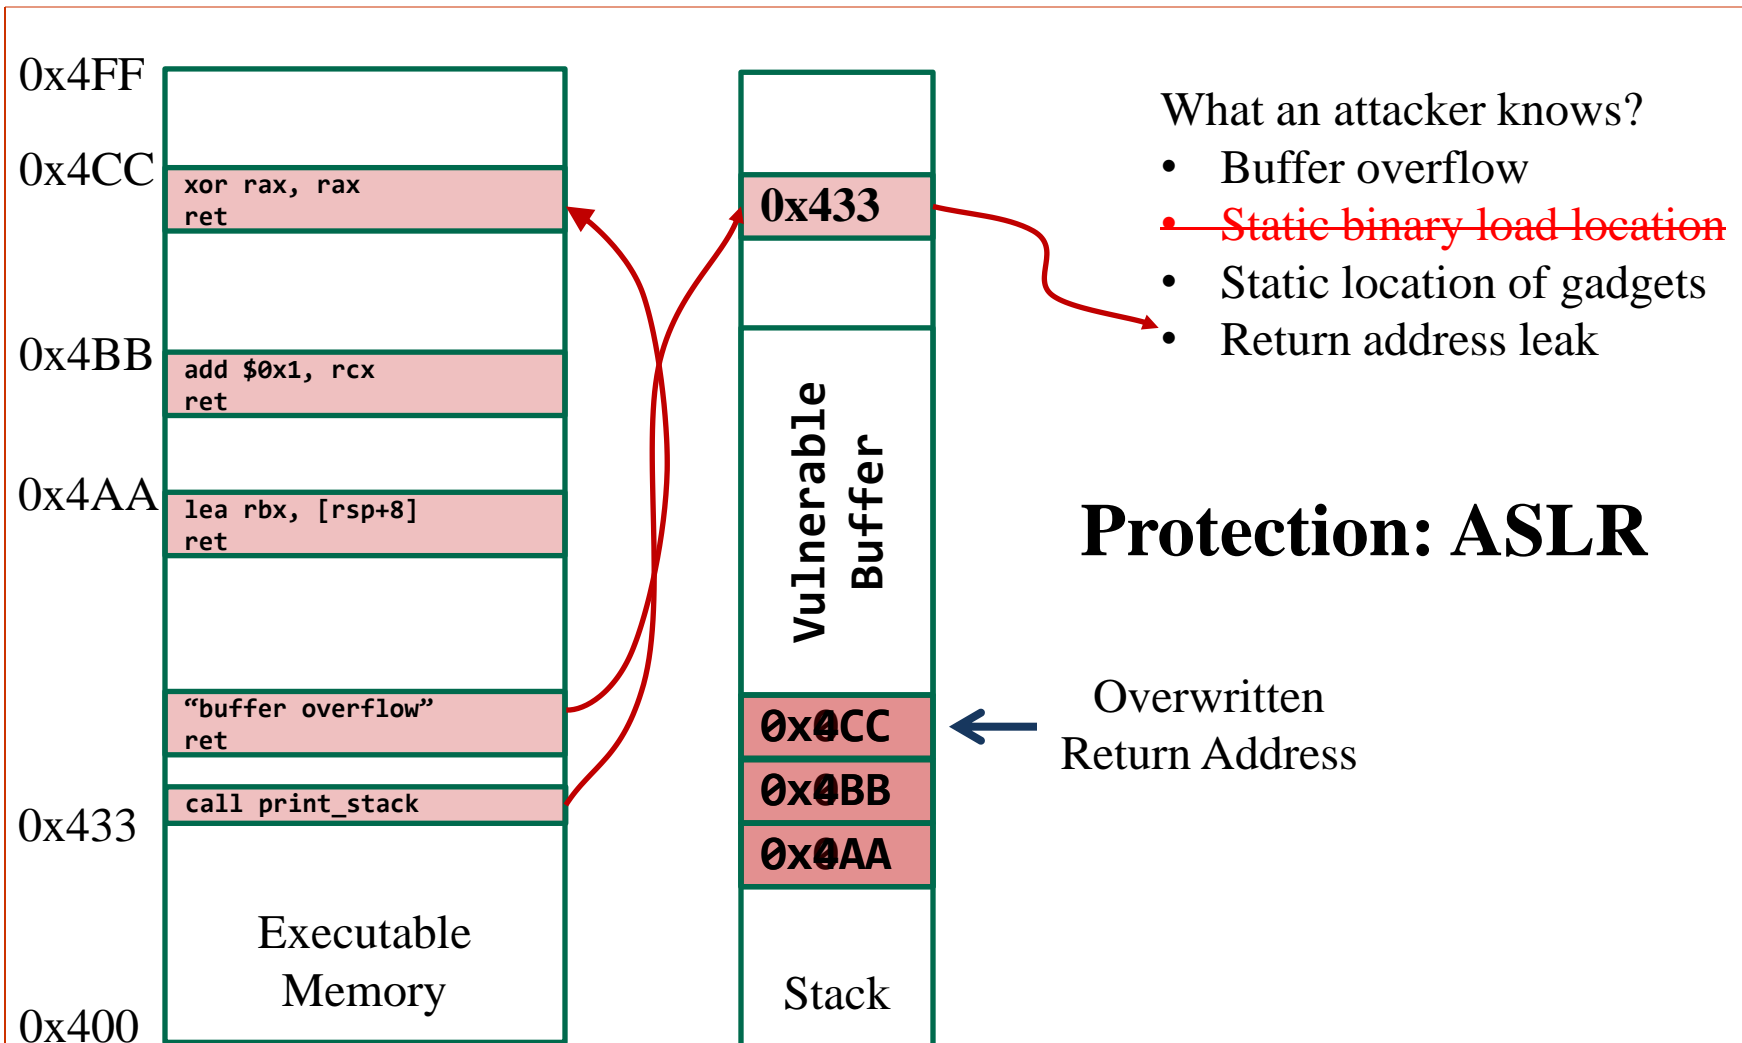 0x4FF
0x4CC
xor rax, rax
ret
0x4BB
add $0x1, rcx
ret
0x4AA
lea rbx, [rsp+8]
ret
“buffer overflow”
ret
call print_stack
0x433
Executable
Memory
0x400
0x433
Vulnerable
Buffer
0x4CC
0x4BB
0x4AA
Stack
What an attacker knows?
• Buffer overflow
• Static binary load location
• Static location of gadgets
• Return address leak
Protection: ASLR
Overwritten
Return Address